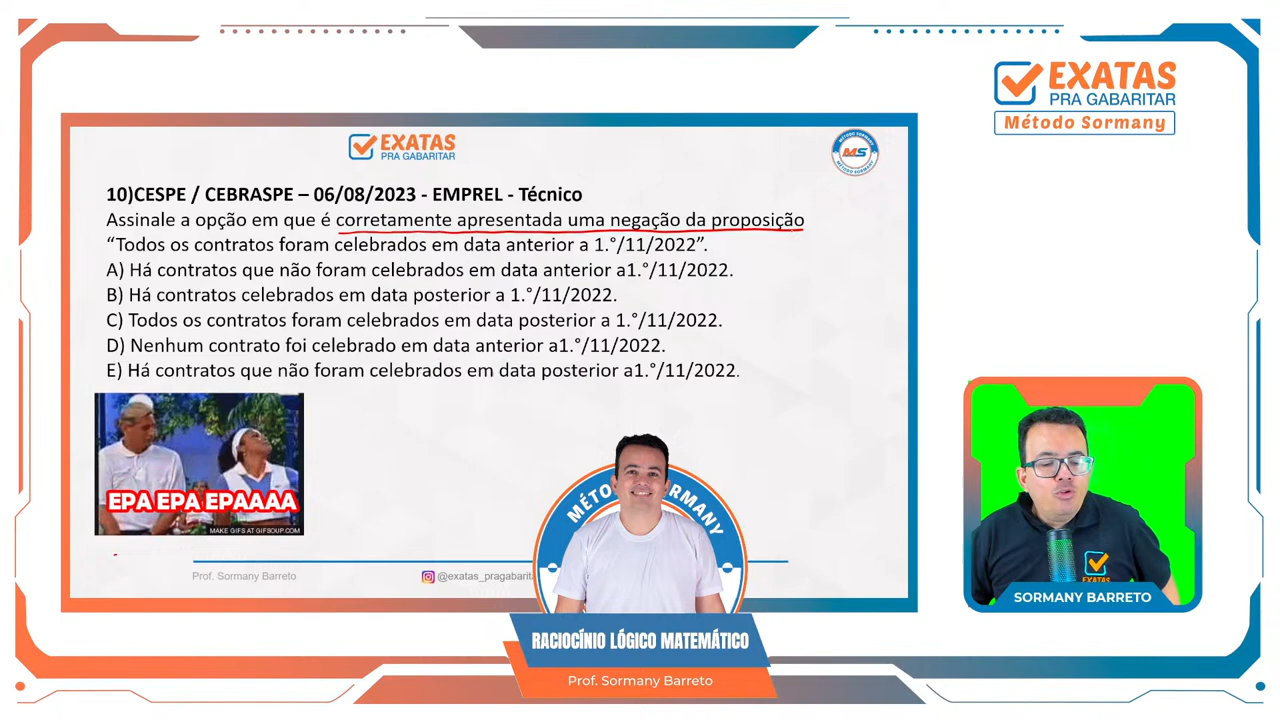 EXATAS
PRA GABARITAR
Método Sormany
EXATAS
PRA GABARITAR
MÉTODO SORMANY
MS
MÉTODO SORMANY
10)CESPE / CEBRASPE – 06/08/2023 - EMPREL - Técnico
Assinale a opção em que é corretamente apresentada uma negação da proposição
“Todos os contratos foram celebrados em data anterior a 1.°/11/2022”.
A) Há contratos que não foram celebrados em data anterior a1.°/11/2022.
B) Há contratos celebrados em data posterior a 1.°/11/2022.
C) Todos os contratos foram celebrados em data posterior a 1.°/11/2022.
D) Nenhum contrato foi celebrado em data anterior a1.°/11/2022.
E) Há contratos que não foram celebrados em data posterior a1.°/11/2022.
EPA EPA EPAAAA
MAKE GIFS AT GIFSOUP.COM
Prof. Sormany Barreto
@exatas_pragabarita
EXATAS
SORMANY BARRETO
RACIOCÍNIO LÓGICO MATEMÁTICO
Prof. Sormany Barreto